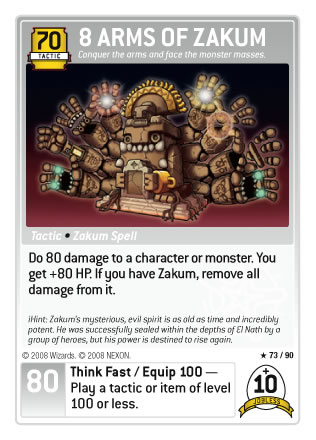 70
TACTIC
8 ARMS OF ZAKUM
Conquer the arms and face the monster masses.
Tactic • Zakum Spell
Do 80 damage to a character or monster. You
get +80 HP. If you have Zakum, remove all
damage from it.
iHint: Zakum's mysterious, evil spirit is as old as time and incredibly
potent. He was successfully sealed within the depths of El Nath by a
group of heroes, but his power is destined to rise again.
© 2008 Wizards. © 2008 NEXON.
★ 73 / 90
80
Think Fast / Equip 100 —
Play a tactic or item of level
100 or less.
+
10
JOBLESS